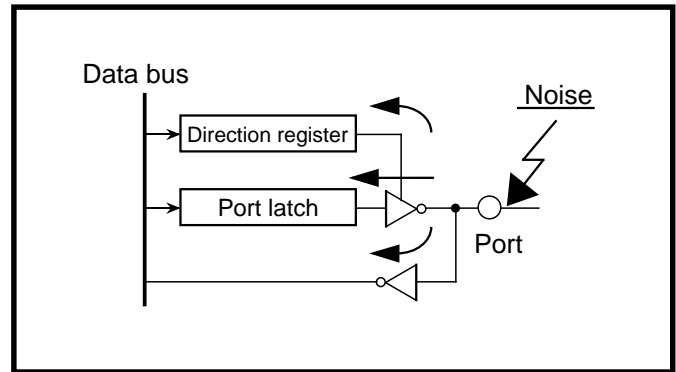 Data bus
Noise
Direction register
Port latch
Port